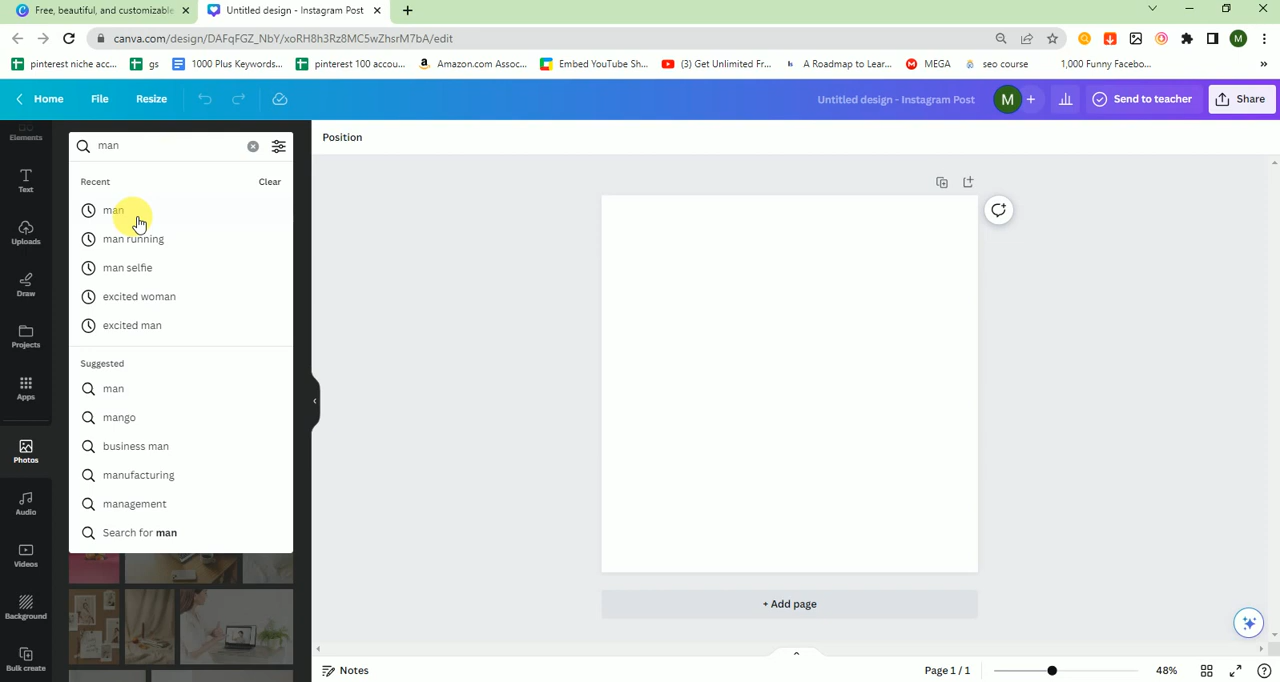 Free, beautiful, and customizable
Untitled design - Instagram Post
canva.com/design/DAFqFGZ_NbY/xoRH8h3Rz8MC5wZhsrM7bA/edit
M
pinterest niche acc...
gs
1000 Plus Keywords...
pinterest 100 accou...
Amazon.com Assoc...
Embed YouTube Sh...
(3) Get Unlimited Fr...
A Roadmap to Lear...
MEGA
seo course
1,000 Funny Facebo...
»
Home
File
Resize
Untitled design - Instagram Post
M
+
Send to teacher
Share
Elements
Text
Uploads
Draw
Projects
Apps
Photos
Audio
Videos
Background
Bulk create
man
Recent
Clear
man
man running
man selfie
excited woman
excited man
Suggested
man
mango
business man
manufacturing
management
Search for man
Position
+ Add page
Notes
Page 1 / 1
48%